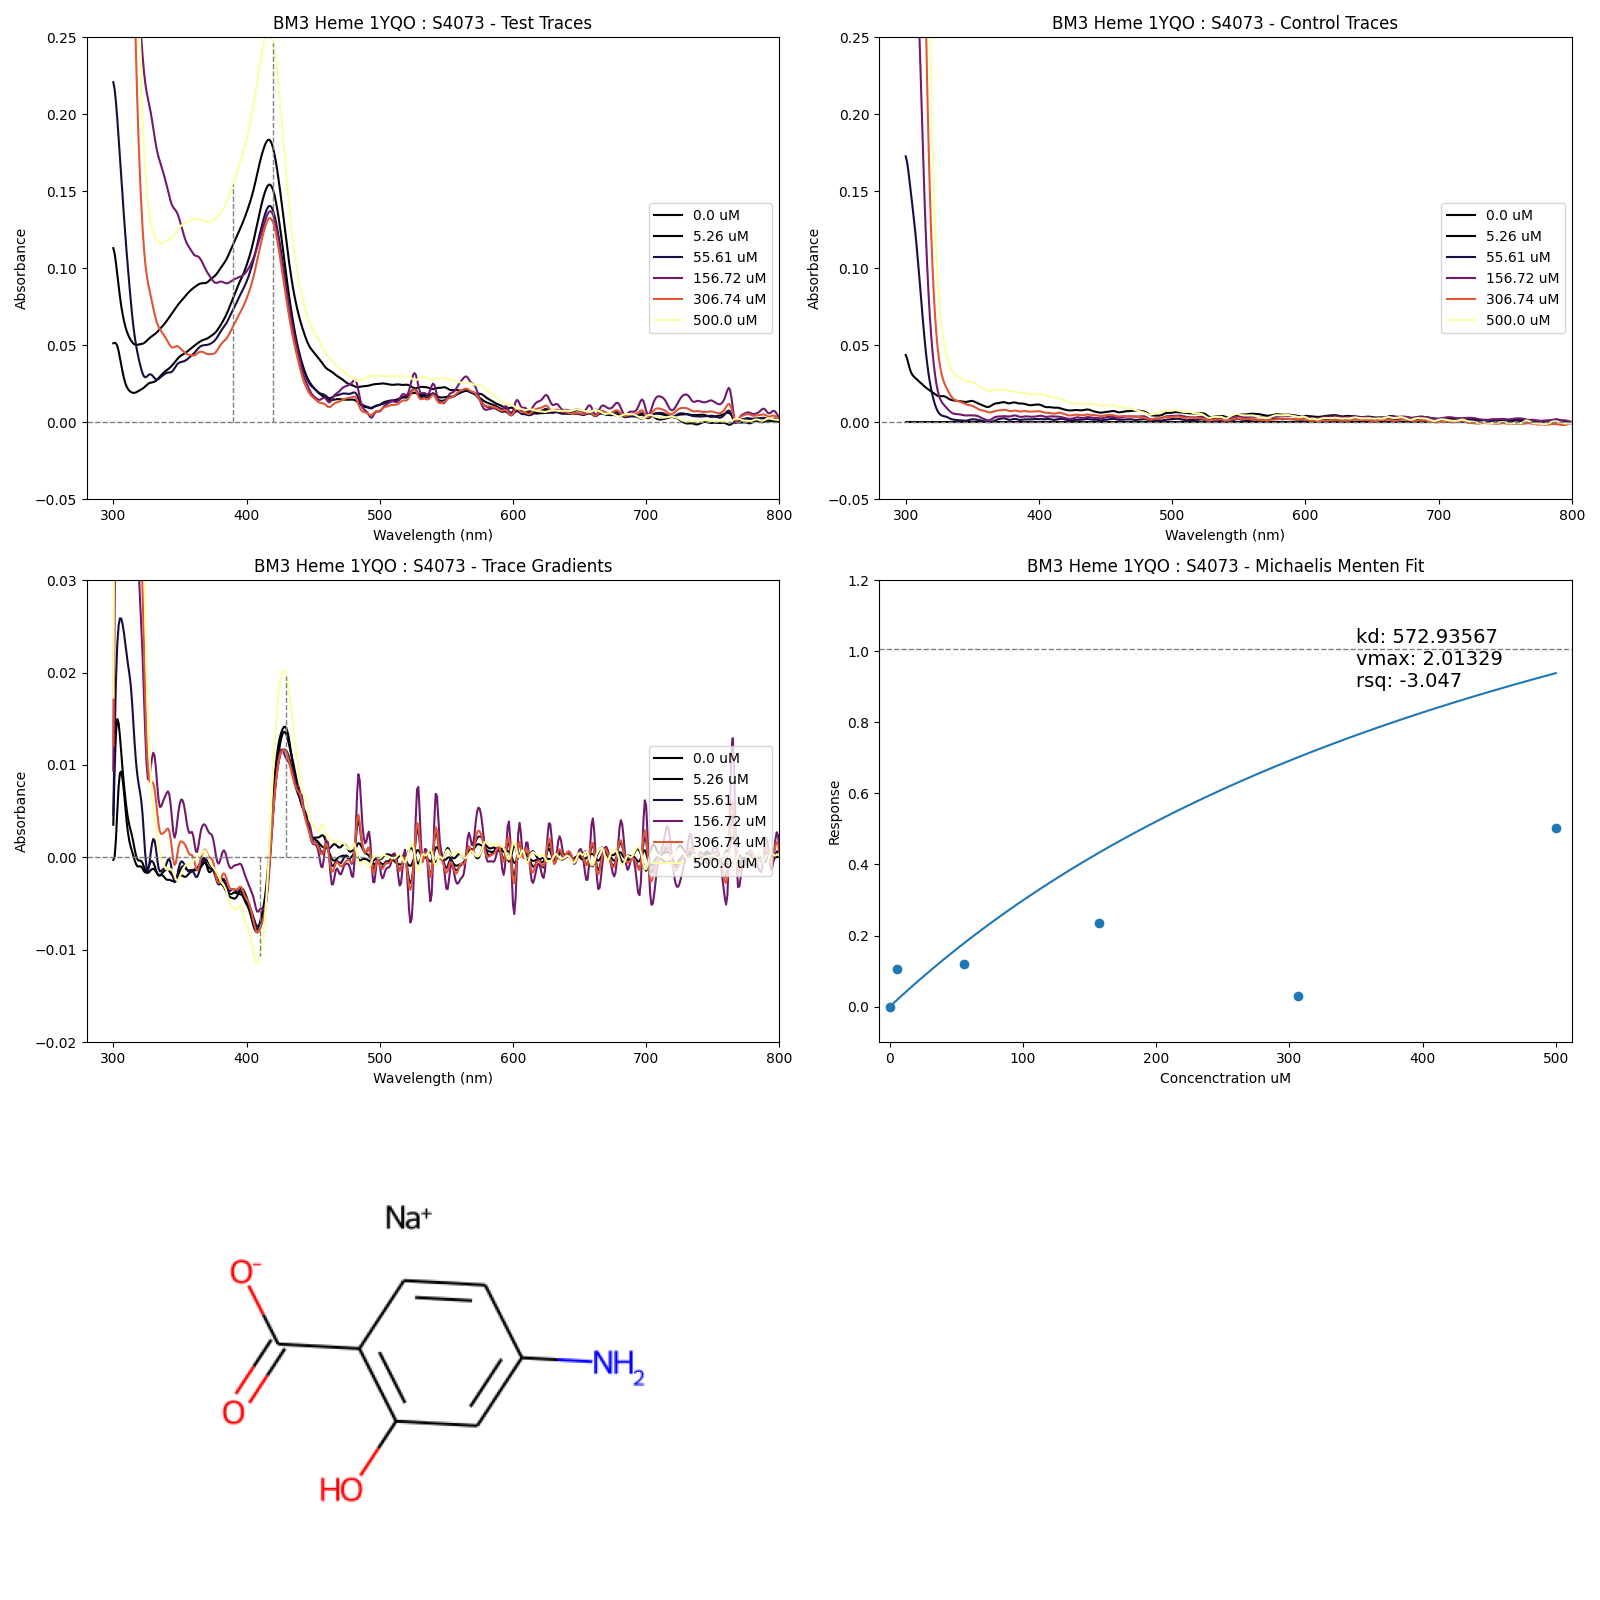 BM3 Heme 1YQO : S4073 - Test Traces
0.25
0.20
0.15
0.10
0.05
0.00
−0.05
Absorbance
300
400
500
600
700
800
Wavelength (nm)
0.0 uM
5.26 uM
55.61 uM
156.72 uM
306.74 uM
500.0 uM
BM3 Heme 1YQO : S4073 - Control Traces
0.25
0.20
0.15
0.10
0.05
0.00
−0.05
Absorbance
300
400
500
600
700
800
Wavelength (nm)
0.0 uM
5.26 uM
55.61 uM
156.72 uM
306.74 uM
500.0 uM
BM3 Heme 1YQO : S4073 - Trace Gradients
0.03
0.02
0.01
0.00
−0.01
−0.02
Absorbance
300
400
500
600
700
800
Wavelength (nm)
0.0 uM
5.26 uM
55.61 uM
156.72 uM
306.74 uM
500.0 uM
BM3 Heme 1YQO : S4073 - Michaelis Menten Fit
1.2
1.0
0.8
0.6
0.4
0.2
0.0
Response
kd: 572.93567
vmax: 2.01329
rsq: -3.047
0
100
200
300
400
500
Concenctration uM
Na+
O−
O
NH2
HO